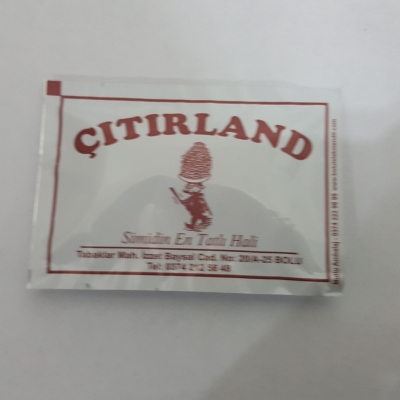 ÇITIRLAND
Simidin En Tatlı Hali
Tabaklar Mah. İzzet Baysal Cad. No: 20/A-25 BOLU
Tel: 0374 212 56 48